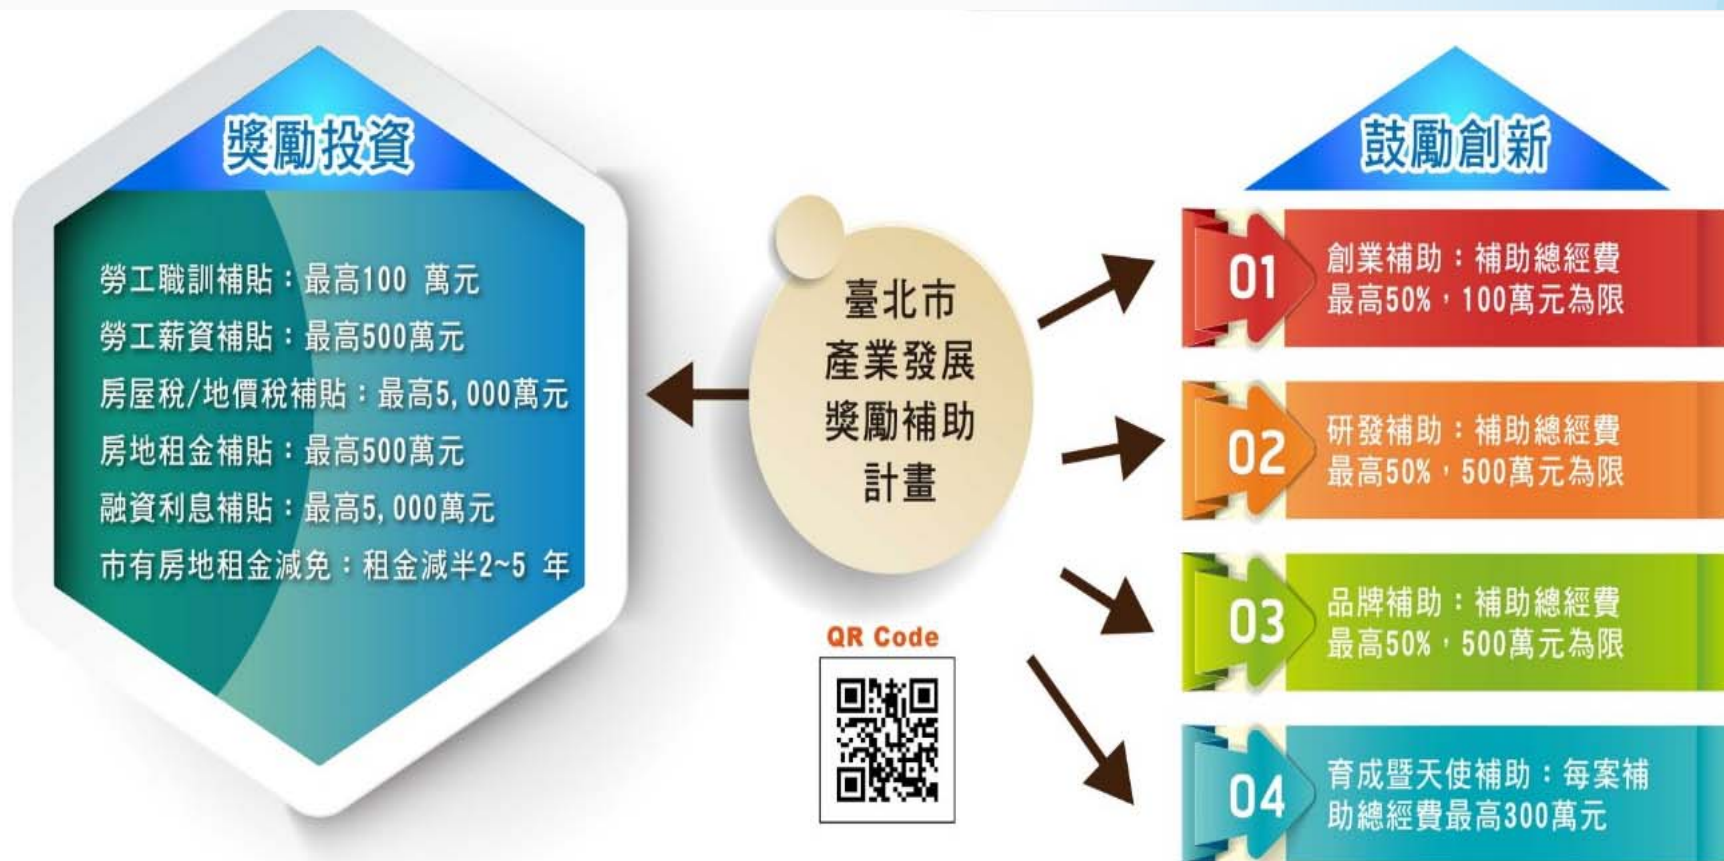 獎勵投資
勞工職訓補貼：最高100 萬元
勞工薪資補貼：最高500萬元
房屋稅/地價稅補貼：最高5,000萬元
房地租金補貼：最高500萬元
融資利息補貼：最高5,000萬元
市有房地租金減免：租金減半2~5 年
臺北市
產業發展
獎勵補助
計畫
QR Code
鼓勵創新
01
創業補助：補助總經費
最高50%，100萬元為限
02
研發補助：補助總經費
最高50%，500萬元為限
03
品牌補助：補助總經費
最高50%，500萬元為限
04
育成暨天使補助：每案補
助總經費最高300萬元